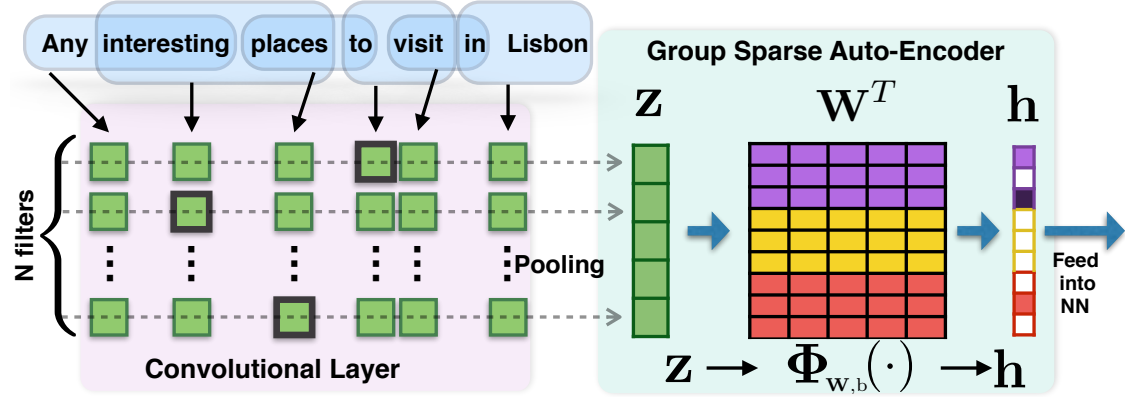 Any interesting places to visit in Lisbon
Group Sparse Auto-Encoder
z W^T h
N filters
Pooling
Feed
into
NN
Convolutional Layer
z → Φ_{w,b}(·) → h